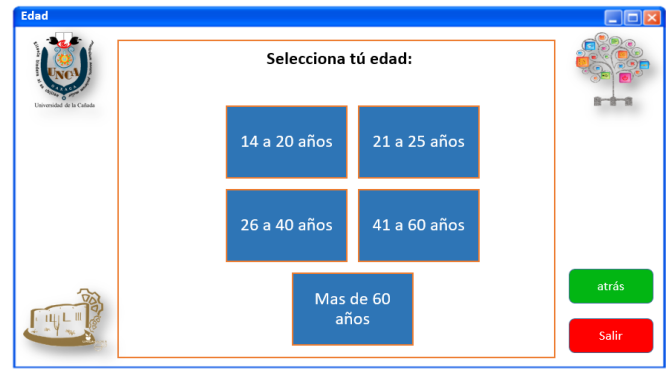 Edad
Selecciona tú edad:
UNCA
Universidad de la Cañada
14 a 20 años
21 a 25 años
26 a 40 años
41 a 60 años
Mas de 60
años
atrás
Salir